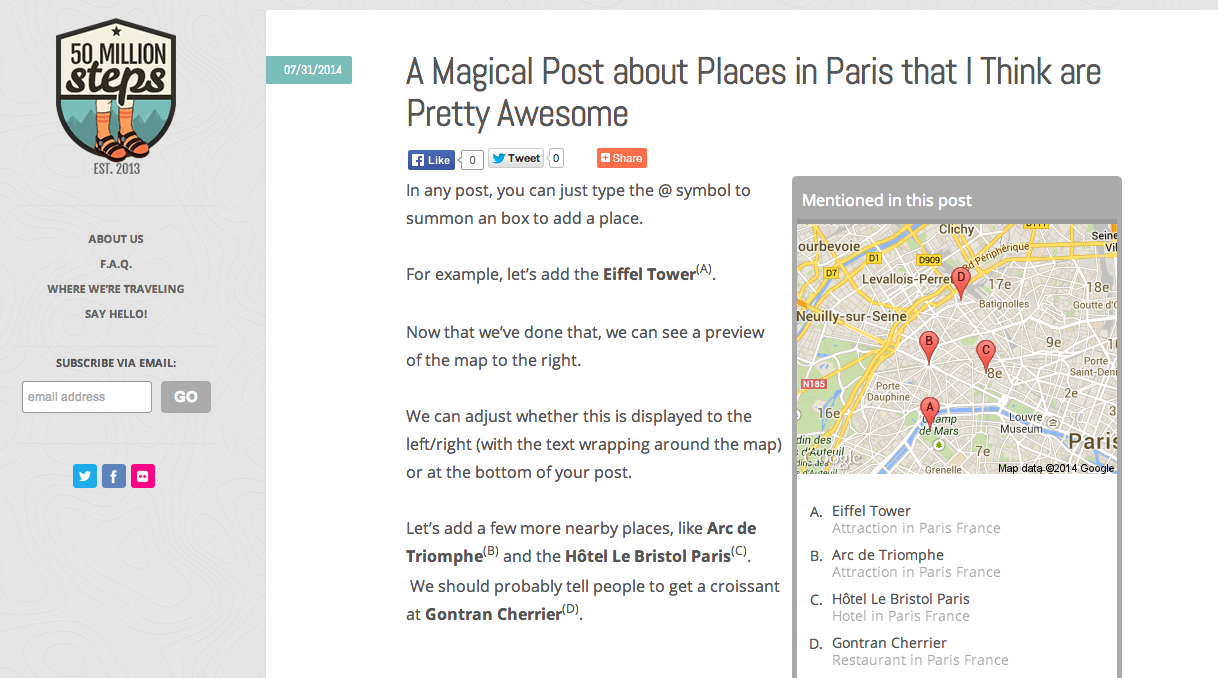 50 MILLION
steps
EST. 2013
ABOUT US
F.A.Q.
WHERE WE'RE TRAVELING
SAY HELLO!
SUBSCRIBE VIA EMAIL:
email address
GO
07/31/2014
A Magical Post about Places in Paris that I Think are
Pretty Awesome
Like
0
Tweet
0
Share
In any post, you can just type the @ symbol to
summon an box to add a place.
For example, let's add the Eiffel Tower(A).
Now that we've done that, we can see a preview
of the map to the right.
We can adjust whether this is displayed to the
left/right (with the text wrapping around the map)
or at the bottom of your post.
Let's add a few more nearby places, like Arc de
Triomphe(B) and the Hôtel Le Bristol Paris(C).
We should probably tell people to get a croissant
at Gontran Cherrier(D).
Mentioned in this post
Clichy
D1
D909
D7
Bd Périphérique
Levallois-Perret
D
17e
18e
Batignolles
Neuilly-sur-Seine
B
C
9e
8e
N185
Porte
Dauphine
2e
16e
A
Champ
de Mars
Louvre
Museum
Paris
7e
Grenelle
Map data ©2014 Google
A. Eiffel Tower
Attraction in Paris France
B. Arc de Triomphe
Attraction in Paris France
C. Hôtel Le Bristol Paris
Hotel in Paris France
D. Gontran Cherrier
Restaurant in Paris France